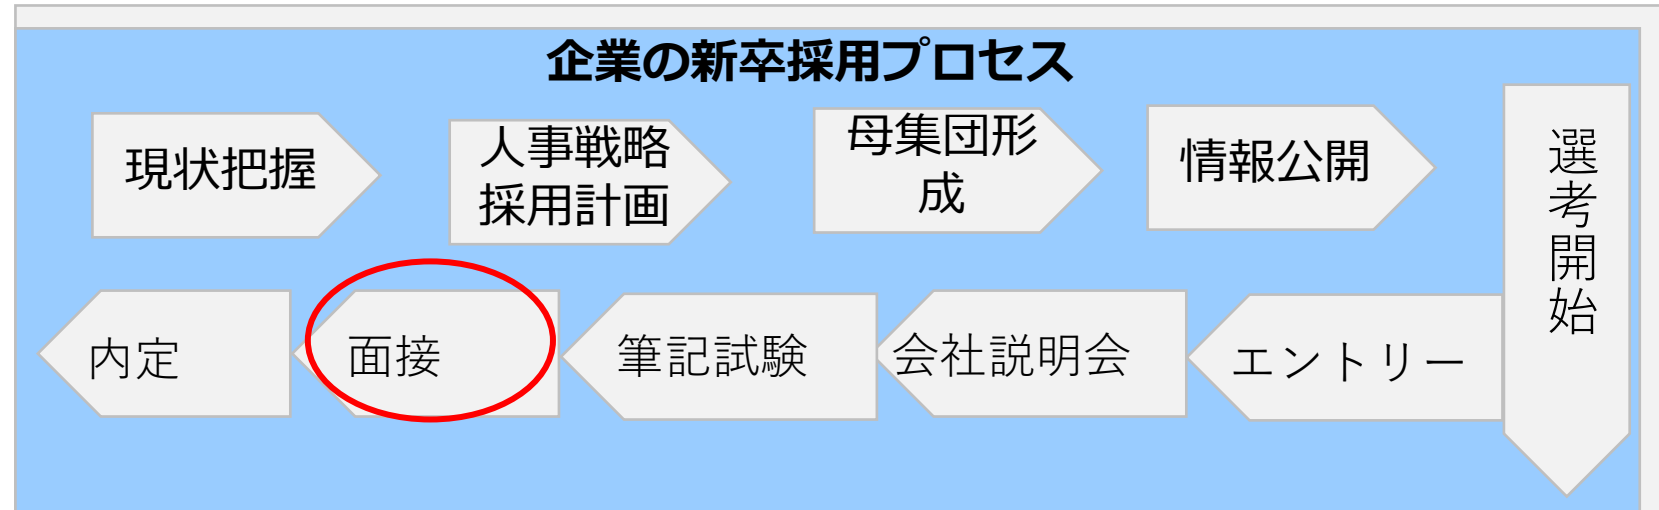 企業の新卒採用プロセス
現状把握
人事戦略
採用計画
母集団形
成
情報公開
選考開始
エントリー
会社説明会
筆記試験
面接
内定